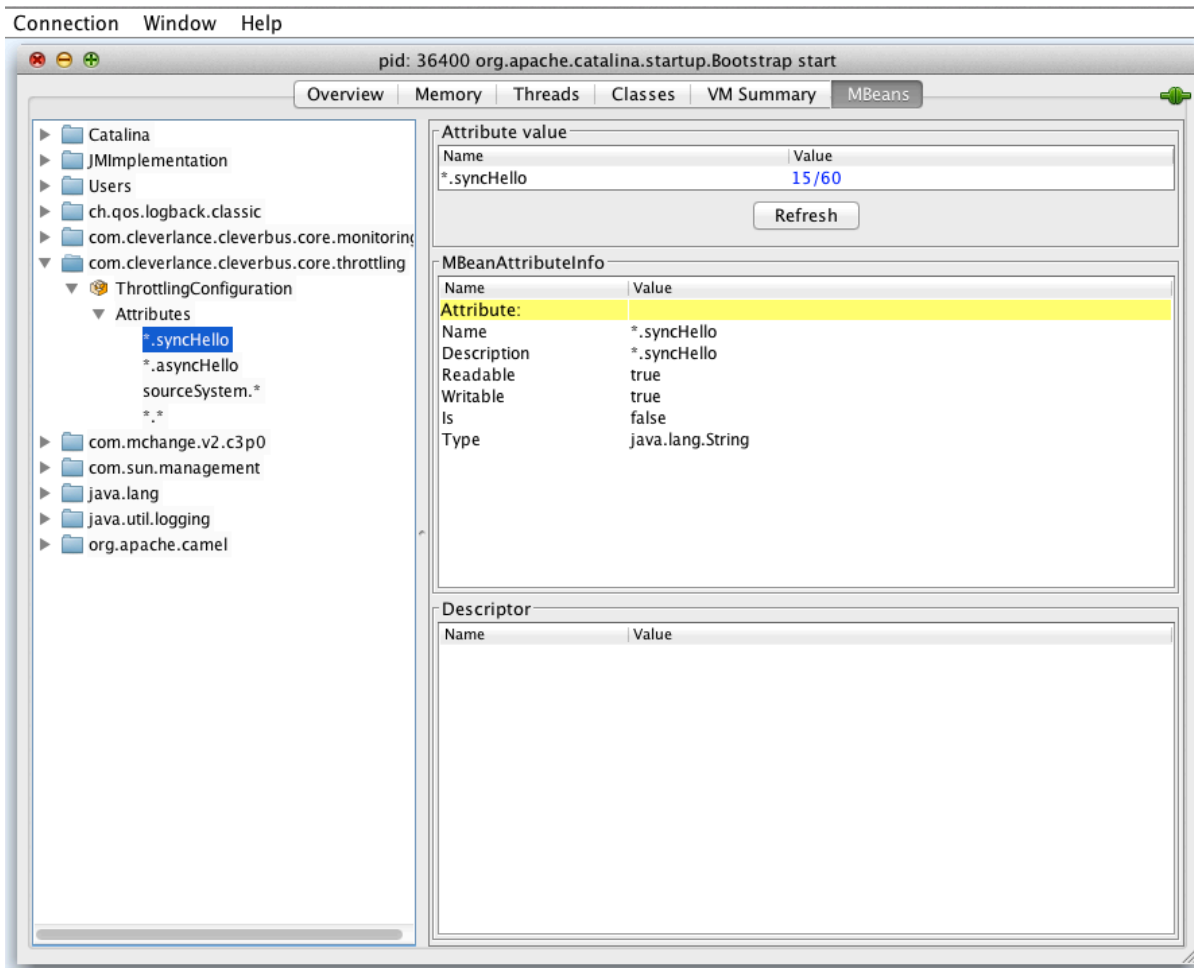 Connection Window Help
pid: 36400 org.apache.catalina.startup.Bootstrap start
Overview Memory Threads Classes VM Summary MBeans
Catalina
JMImplementation
Users
ch.qos.logback.classic
com.cleverlance.cleverbus.core.monitoring
com.cleverlance.cleverbus.core.throttling
ThrottlingConfiguration
Attributes
*.syncHello
*.asyncHello
sourceSystem.*
*.*
com.mchange.v2.c3p0
com.sun.management
java.lang
java.util.logging
org.apache.camel
Attribute value
Name Value
*.syncHello 15/60
Refresh
MBeanAttributeInfo
Name Value
Attribute:
Name *.syncHello
Description *.syncHello
Readable true
Writable true
Is false
Type java.lang.String
Descriptor
Name Value